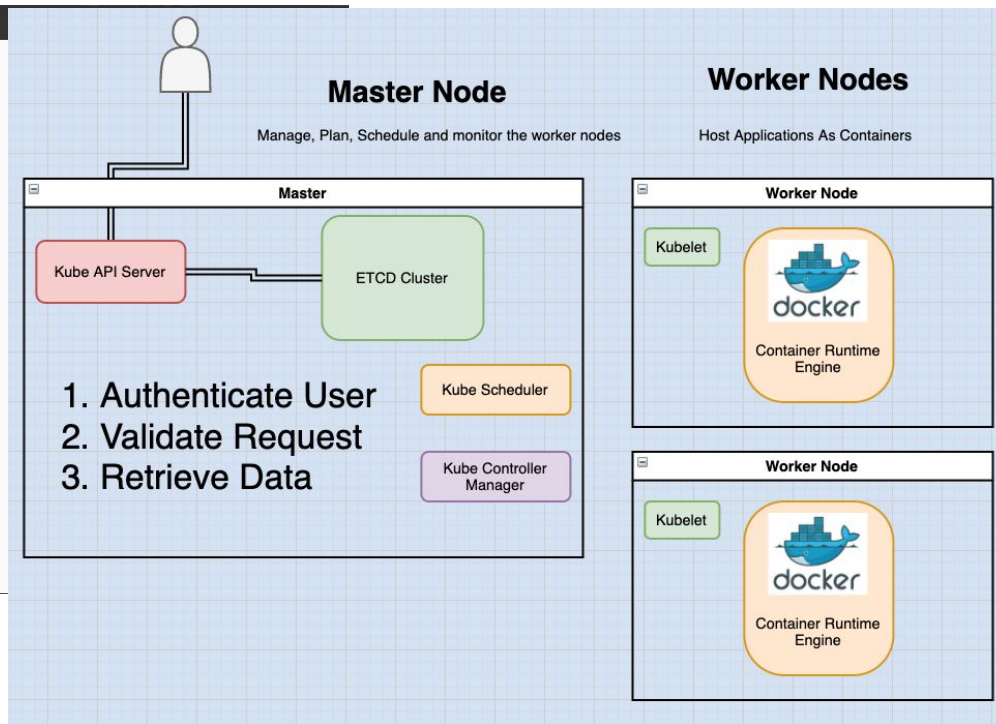 Master Node
Manage, Plan, Schedule and monitor the worker nodes
Worker Nodes
Host Applications As Containers
Master
Kube API Server
ETCD Cluster
Kube Scheduler
Kube Controller
Manager
1. Authenticate User
2. Validate Request
3. Retrieve Data
Worker Node
Kubelet
docker
Container Runtime
Engine
Worker Node
Kubelet
docker
Container Runtime
Engine